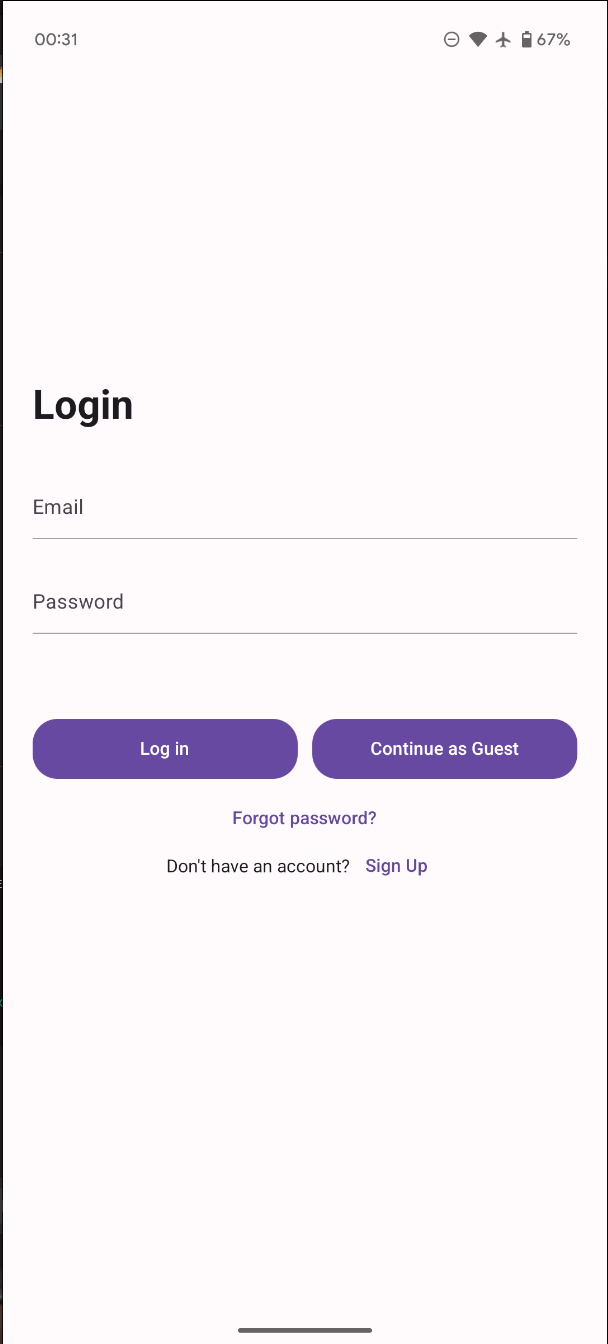 00:31 67%
Login
Email
Password
Log in Continue as Guest
Forgot password?
Don't have an account? Sign Up